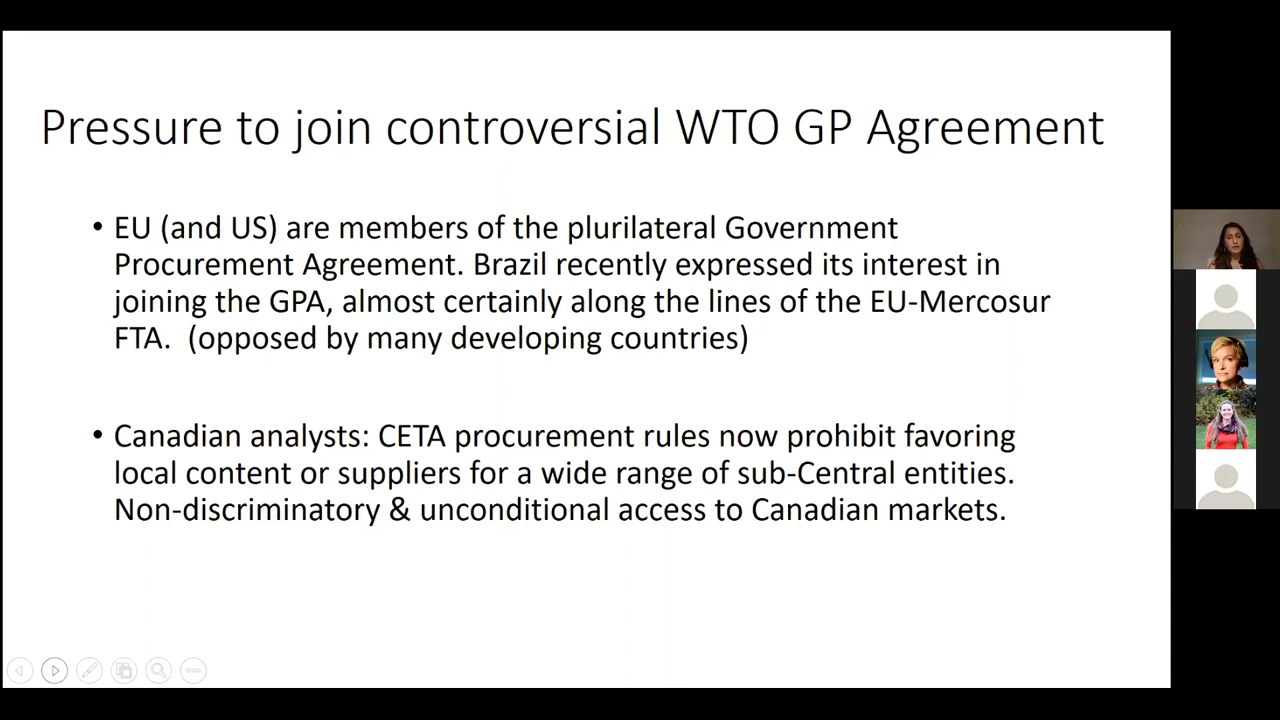 Pressure to join controversial WTO GP Agreement
• EU (and US) are members of the plurilateral Government
Procurement Agreement. Brazil recently expressed its interest in
joining the GPA, almost certainly along the lines of the EU-Mercosur
FTA.  (opposed by many developing countries)
• Canadian analysts: CETA procurement rules now prohibit favoring
local content or suppliers for a wide range of sub-Central entities.
Non-discriminatory & unconditional access to Canadian markets.